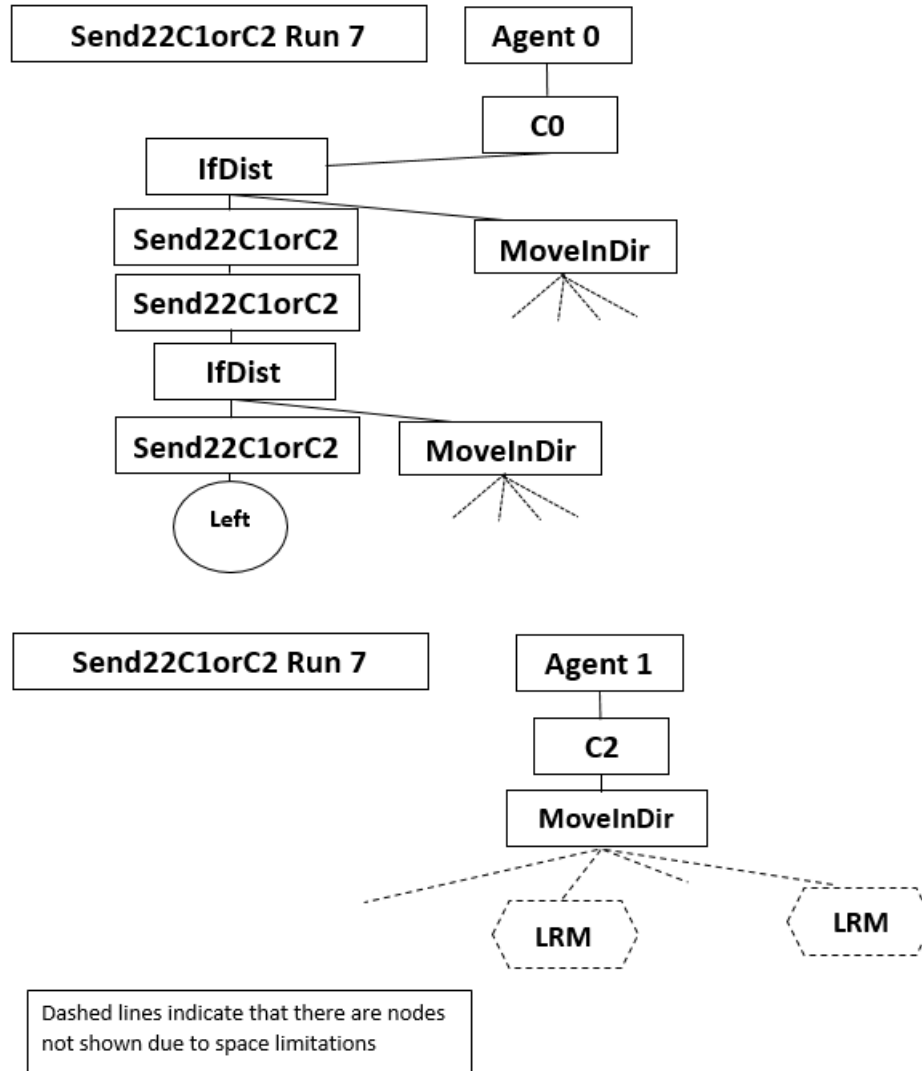 Send22C1orC2 Run 7
Agent 0
C0
IfDist
Send22C1orC2
MoveInDir
Send22C1orC2
IfDist
Send22C1orC2
MoveInDir
Left
Send22C1orC2 Run 7
Agent 1
C2
MoveInDir
LRM
LRM
Dashed lines indicate that there are nodes
not shown due to space limitations